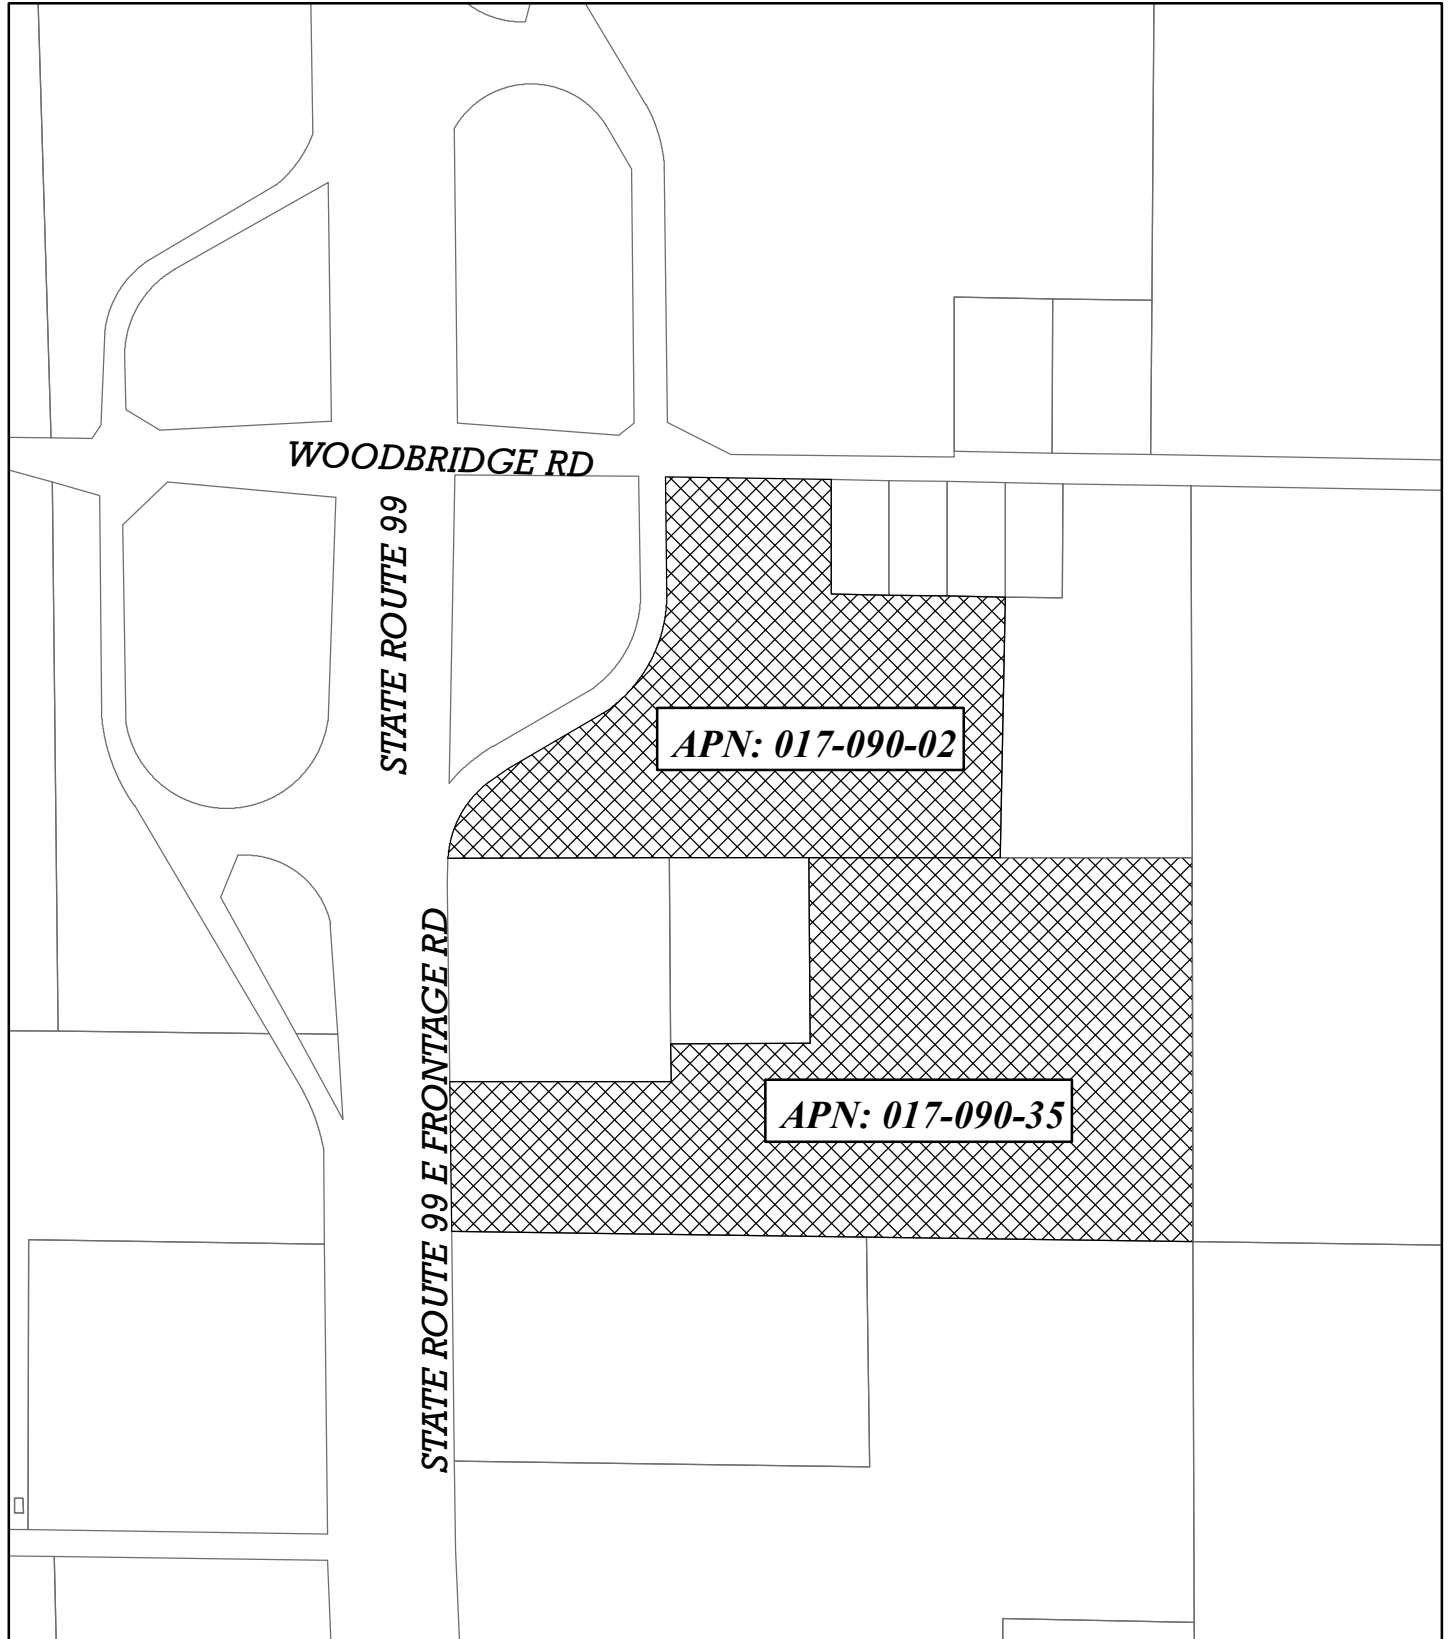 WOODBRIDGE RD
STATE ROUTE 99
APN: 017-090-02
STATE ROUTE 99 E FRONTAGE RD
APN: 017-090-35